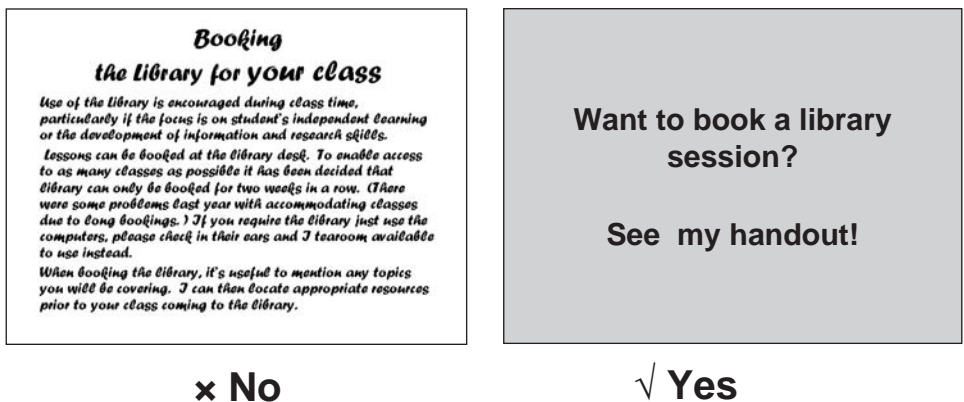 Booking
the Library for your class
Use of the Library is encouraged during class time,
particularly if the focus is on student's independent learning
or the development of information and research skills.
Lessons can be booked at the library desk. To enable access
to as many classes as possible it has been decided that
library can only be booked for two weeks in a row. (There
were some problems last year with accommodating classes
due to long bookings. ) If you require the library just use the
computers, please check in their ears and I tearoom available
to use instead.
When booking the library, it's useful to mention any topics
you will be covering. I can then locate appropriate resources
prior to your class coming to the library.
× No
Want to book a library
session?
See my handout!
√ Yes